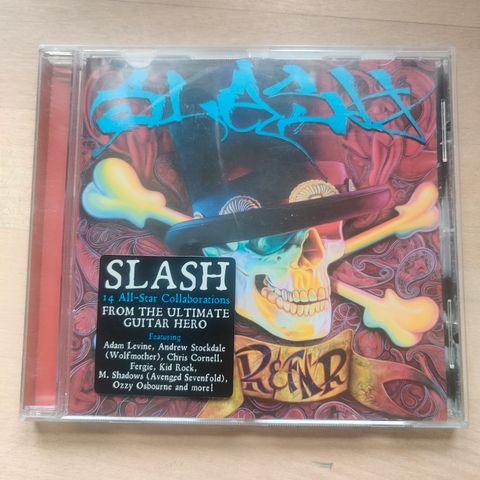 SLASH
SLASH
14 All-Star Collaborations
FROM THE ULTIMATE
GUITAR HERO
Featuring
Adam Levine, Andrew Stockdale
(Wolfmother), Chris Cornell,
Fergie, Kid Rock,
M. Shadows (Avenged Sevenfold),
Ozzy Osbourne and more!
R&FN'R